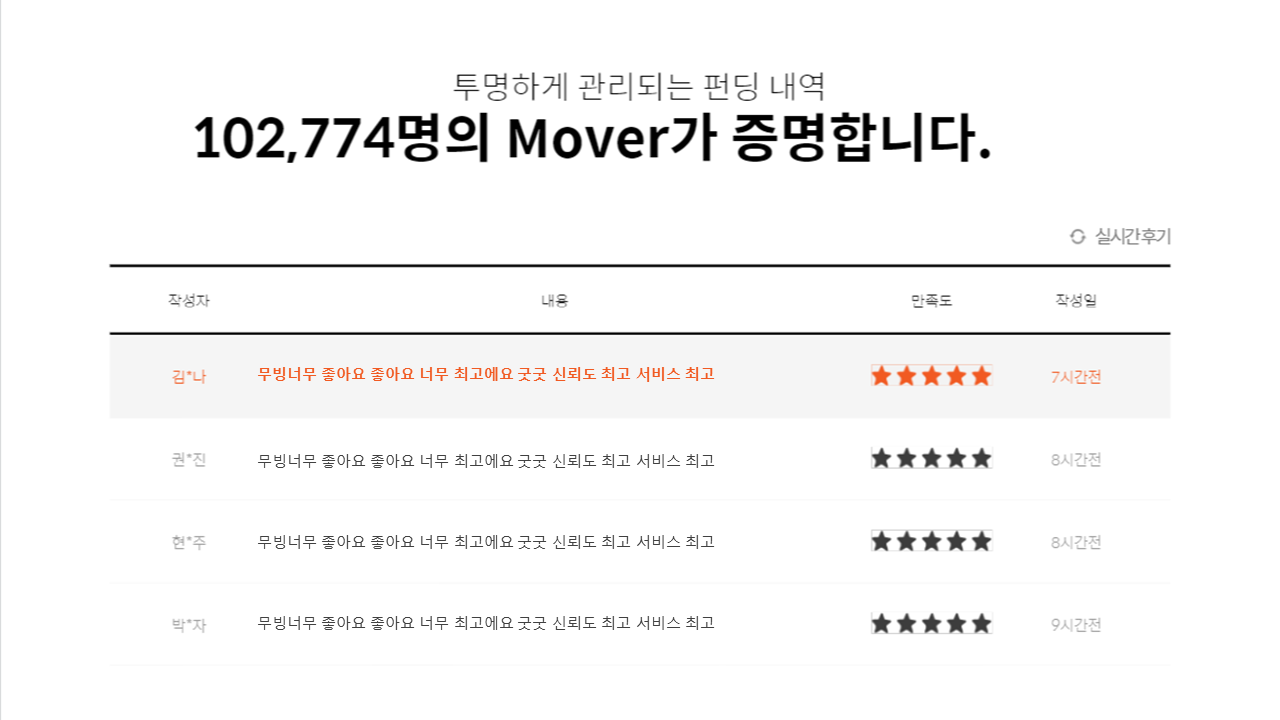 투명하게 관리되는 펀딩 내역
102,774명의 Mover가 증명합니다.
실시간후기
작성자 내용 만족도 작성일
김*나 무빙너무 좋아요 좋아요 너무 최고에요 굿굿 신뢰도 최고 서비스 최고 ★★★★★ 7시간전
권*진 무빙너무 좋아요 좋아요 너무 최고에요 굿굿 신뢰도 최고 서비스 최고 ★★★★★ 8시간전
현*주 무빙너무 좋아요 좋아요 너무 최고에요 굿굿 신뢰도 최고 서비스 최고 ★★★★★ 8시간전
박*자 무빙너무 좋아요 좋아요 너무 최고에요 굿굿 신뢰도 최고 서비스 최고 ★★★★★ 9시간전